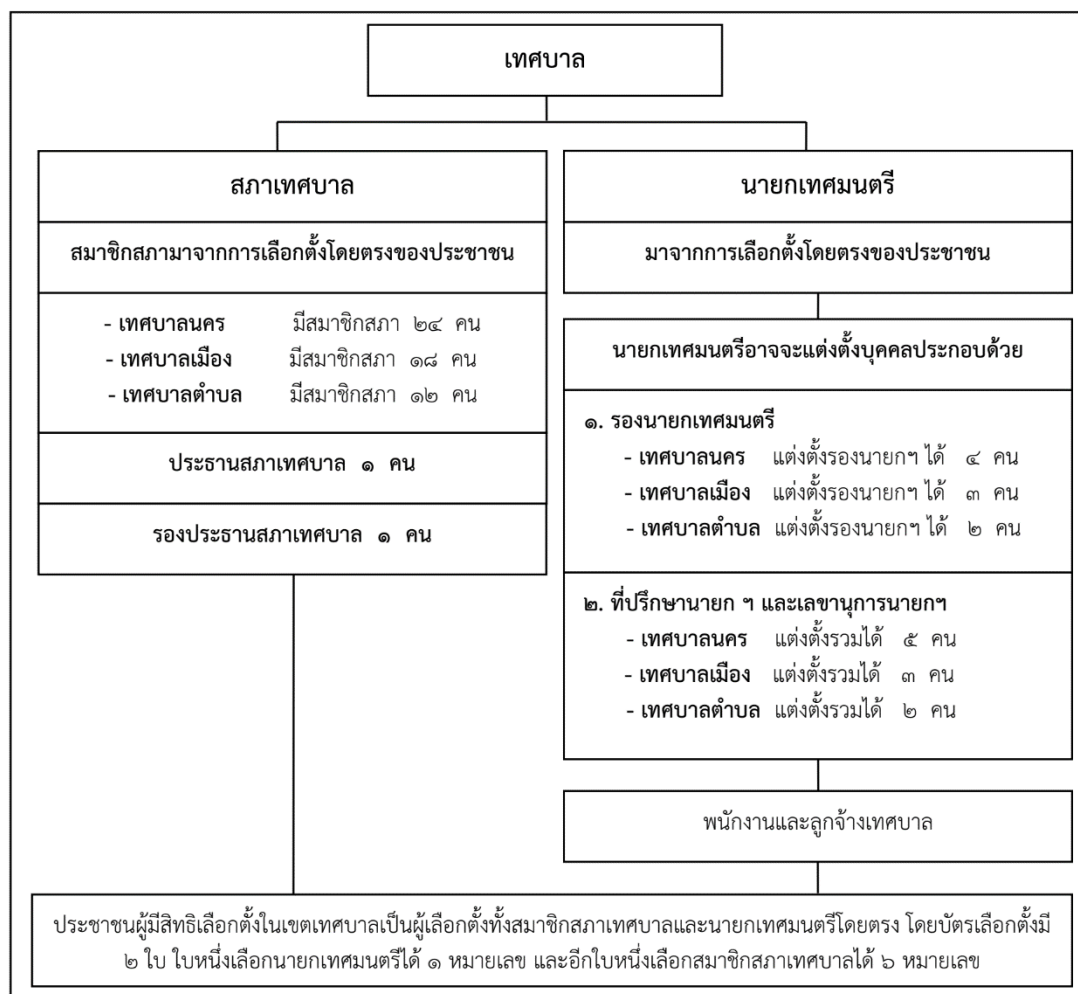 เทศบาล
สภาเทศบาล
สมาชิกสภามาจากการเลือกตั้งโดยตรงของประชาชน
- เทศบาลนคร มีสมาชิกสภา ๒๔ คน
- เทศบาลเมือง มีสมาชิกสภา ๑๘ คน
- เทศบาลตำบล มีสมาชิกสภา ๑๒ คน
ประธานสภาเทศบาล ๑ คน
รองประธานสภาเทศบาล ๑ คน
นายกเทศมนตรี
มาจากการเลือกตั้งโดยตรงของประชาชน
นายกเทศมนตรีอาจจะแต่งตั้งบุคคลประกอบด้วย
๑. รองนายกเทศมนตรี
- เทศบาลนคร แต่งตั้งรองนายกฯ ได้ ๔ คน
- เทศบาลเมือง แต่งตั้งรองนายกฯ ได้ ๓ คน
- เทศบาลตำบล แต่งตั้งรองนายกฯ ได้ ๒ คน
๒. ที่ปรึกษานายก ฯ และเลขานุการนายกฯ
- เทศบาลนคร แต่งตั้งรวมได้ ๕ คน
- เทศบาลเมือง แต่งตั้งรวมได้ ๓ คน
- เทศบาลตำบล แต่งตั้งรวมได้ ๒ คน
พนักงานและลูกจ้างเทศบาล
ประชาชนผู้มีสิทธิเลือกตั้งในเขตเทศบาลเป็นผู้เลือกตั้งทั้งสมาชิกสภาเทศบาลและนายกเทศมนตรีโดยตรง โดยบัตรเลือกตั้งมี
๒ ใบ ใบหนึ่งเลือกนายกเทศมนตรีได้ ๑ หมายเลข และอีกใบหนึ่งเลือกสมาชิกสภาเทศบาลได้ ๖ หมายเลข